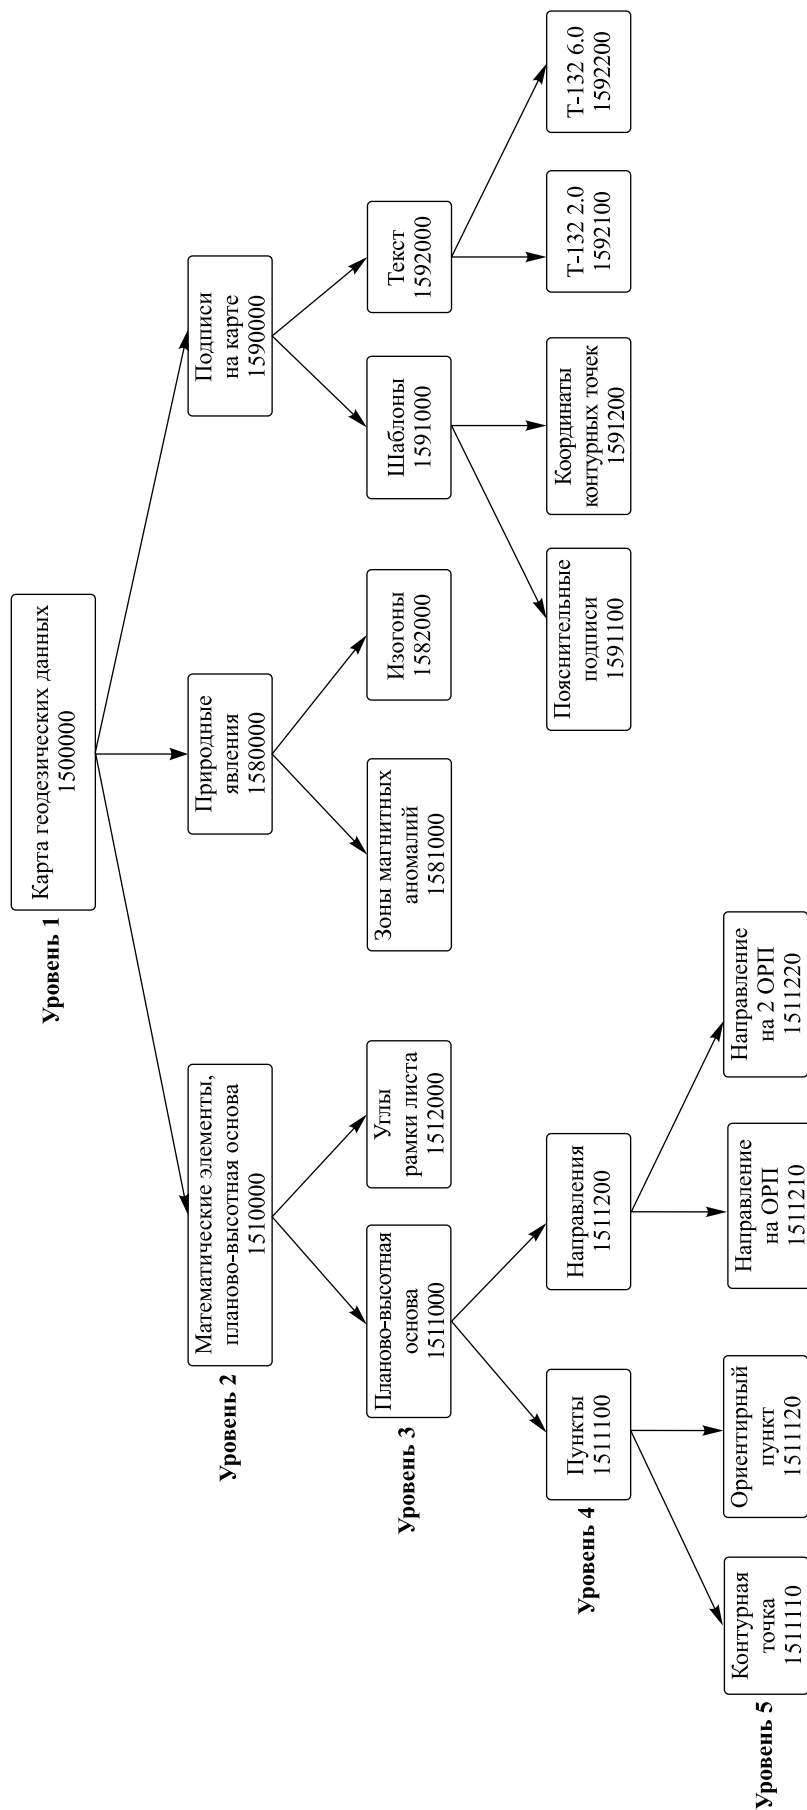 Уровень 1
Карта геодезических данных
1500000
Уровень 2
Математические элементы,
планово-высотная основа
1510000
Природные
явления
1580000
Подписи
на карте
1590000
Уровень 3
Планово-высотная
основа
1511000
Углы
рамки листа
1512000
Зоны магнитных
аномалий
1581000
Изогоны
1582000
Шаблоны
1591000
Текст
1592000
Уровень 4
Пункты
1511100
Направления
1511200
Пояснительные
подписи
1591100
Координаты
контурных точек
1591200
Т-132 2.0
1592100
Т-132 6.0
1592200
Уровень 5
Контурная
точка
1511110
Ориентирный
пункт
1511120
Направление
на ОРП
1511210
Направление
на 2 ОРП
1511220